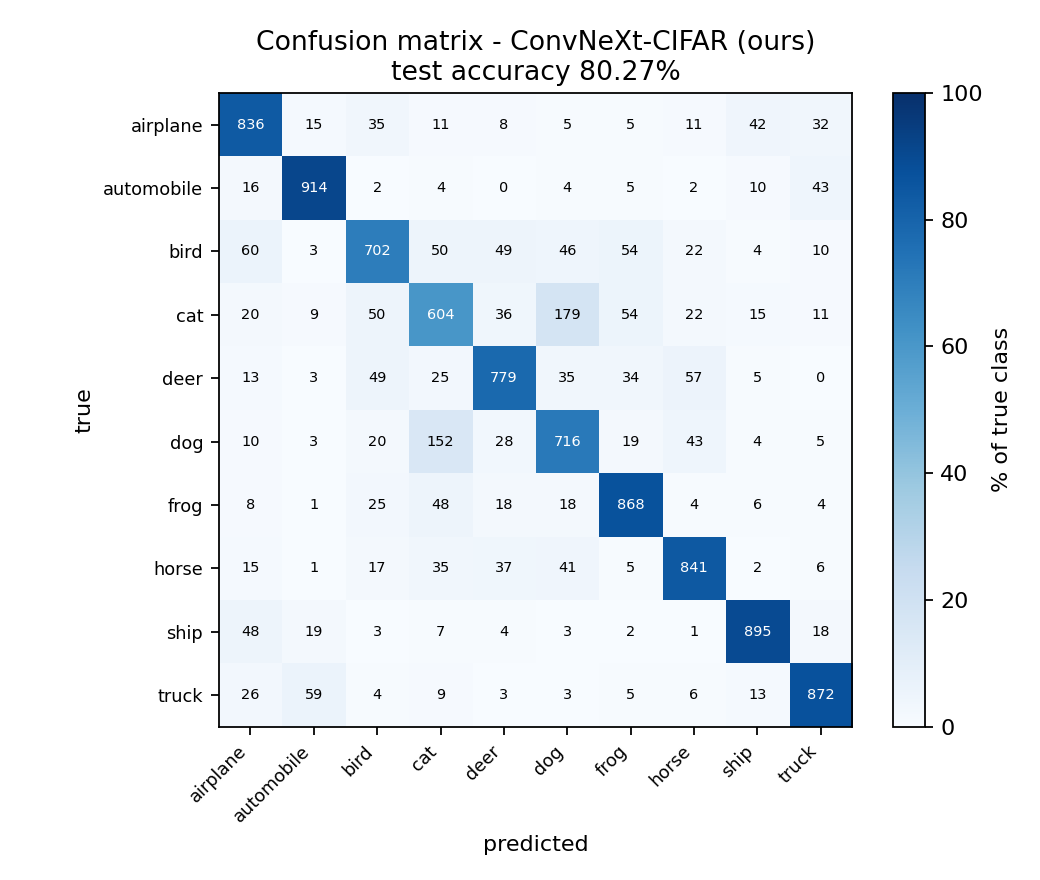 Confusion matrix - ConvNeXt-CIFAR (ours)
test accuracy 80.27%
airplane 836 15 35 11 8 5 5 11 42 32
automobile 16 914 2 4 0 4 5 2 10 43
bird 60 3 702 50 49 46 54 22 4 10
cat 20 9 50 604 36 179 54 22 15 11
deer 13 3 49 25 779 35 34 57 5 0
dog 10 3 20 152 28 716 19 43 4 5
frog 8 1 25 48 18 18 868 4 6 4
horse 15 1 17 35 37 41 5 841 2 6
ship 48 19 3 7 4 3 2 1 895 18
truck 26 59 4 9 3 3 5 6 13 872
airplane automobile bird cat deer dog frog horse ship truck
predicted
true
100
80
60
40
20
0
% of true class